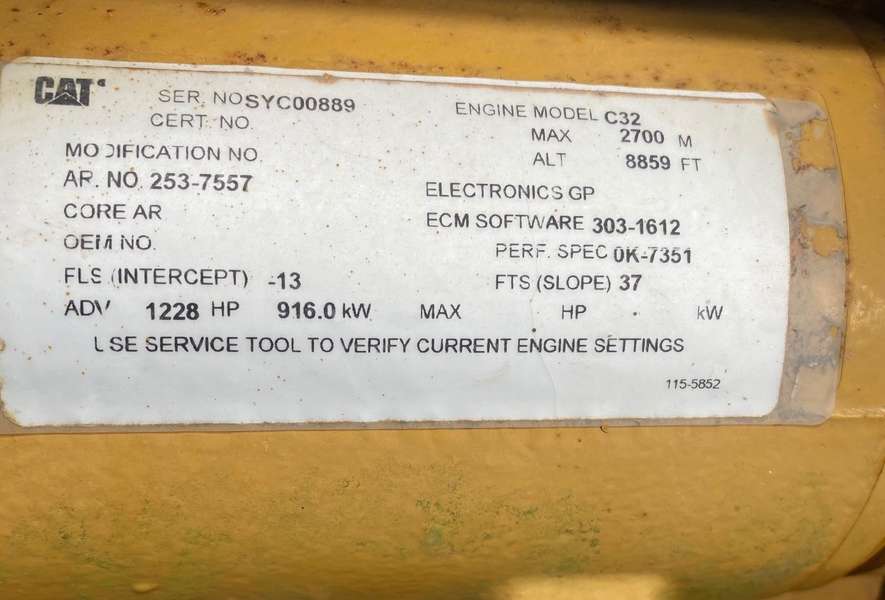 CAT
SER. NO SYC00889
CERT. NO.
MODIFICATION NO.
AR. NO. 253-7557
CORE AR
OEM NO.
FLS (INTERCEPT) -13
ADV 1228 HP 916.0 kW MAX HP kW
ENGINE MODEL C32
MAX 2700 M
ALT 8859 FT
ELECTRONICS GP
ECM SOFTWARE 303-1612
PERF. SPEC 0K-7351
FTS (SLOPE) 37
USE SERVICE TOOL TO VERIFY CURRENT ENGINE SETTINGS
115-5852